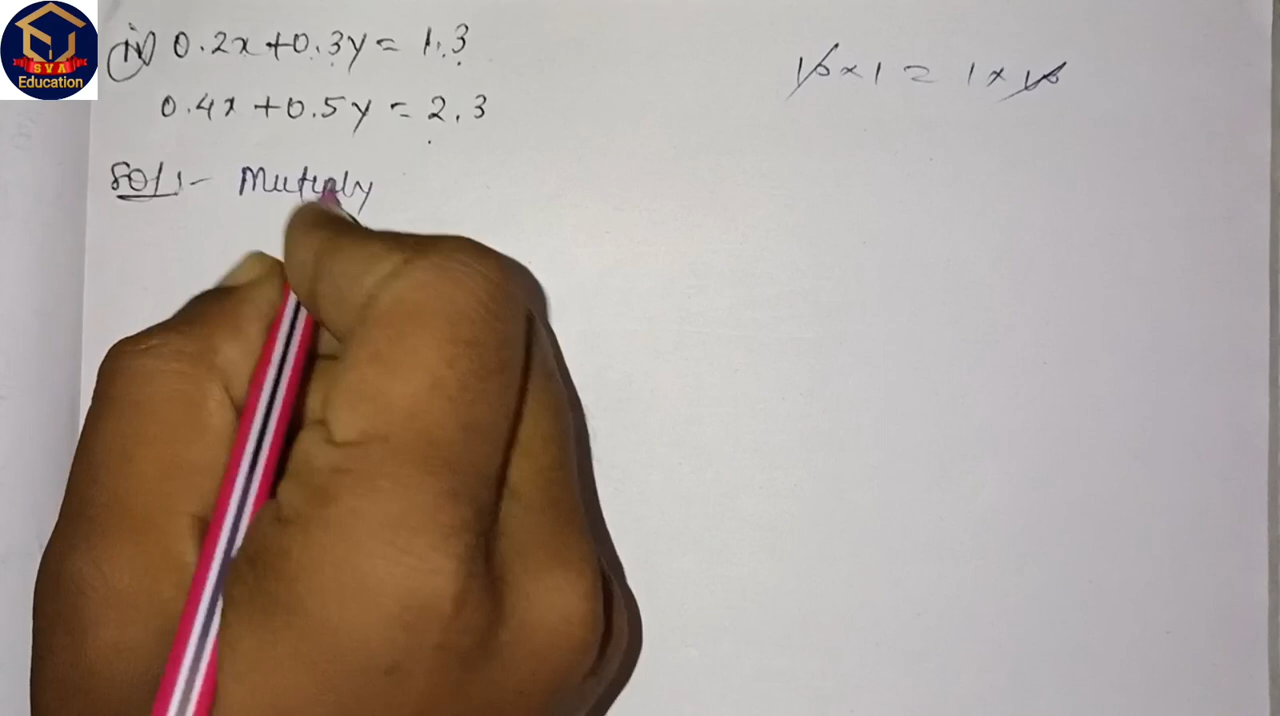 SVA
Education
iv) 0.2x + 0.3y = 1.3
0.4x + 0.5y = 2.3
Sol:- Mutiply
10 × 1 = 1 × 10